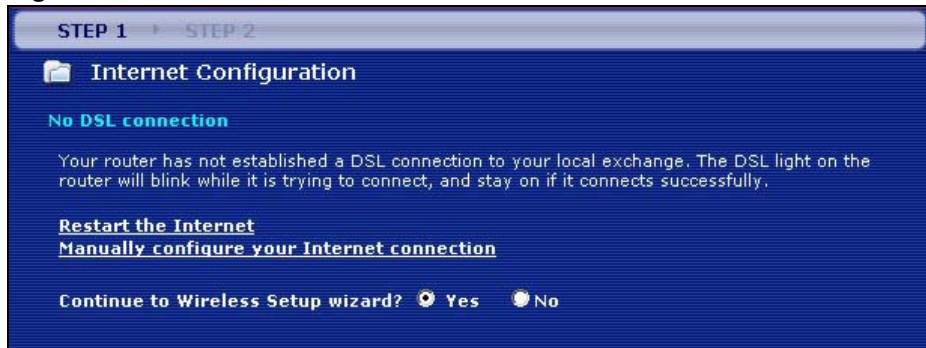 STEP 1 STEP 2
Internet Configuration
No DSL connection
Your router has not established a DSL connection to your local exchange. The DSL light on the
router will blink while it is trying to connect, and stay on if it connects successfully.
Restart the Internet
Manually configure your Internet connection
Continue to Wireless Setup wizard? Yes No